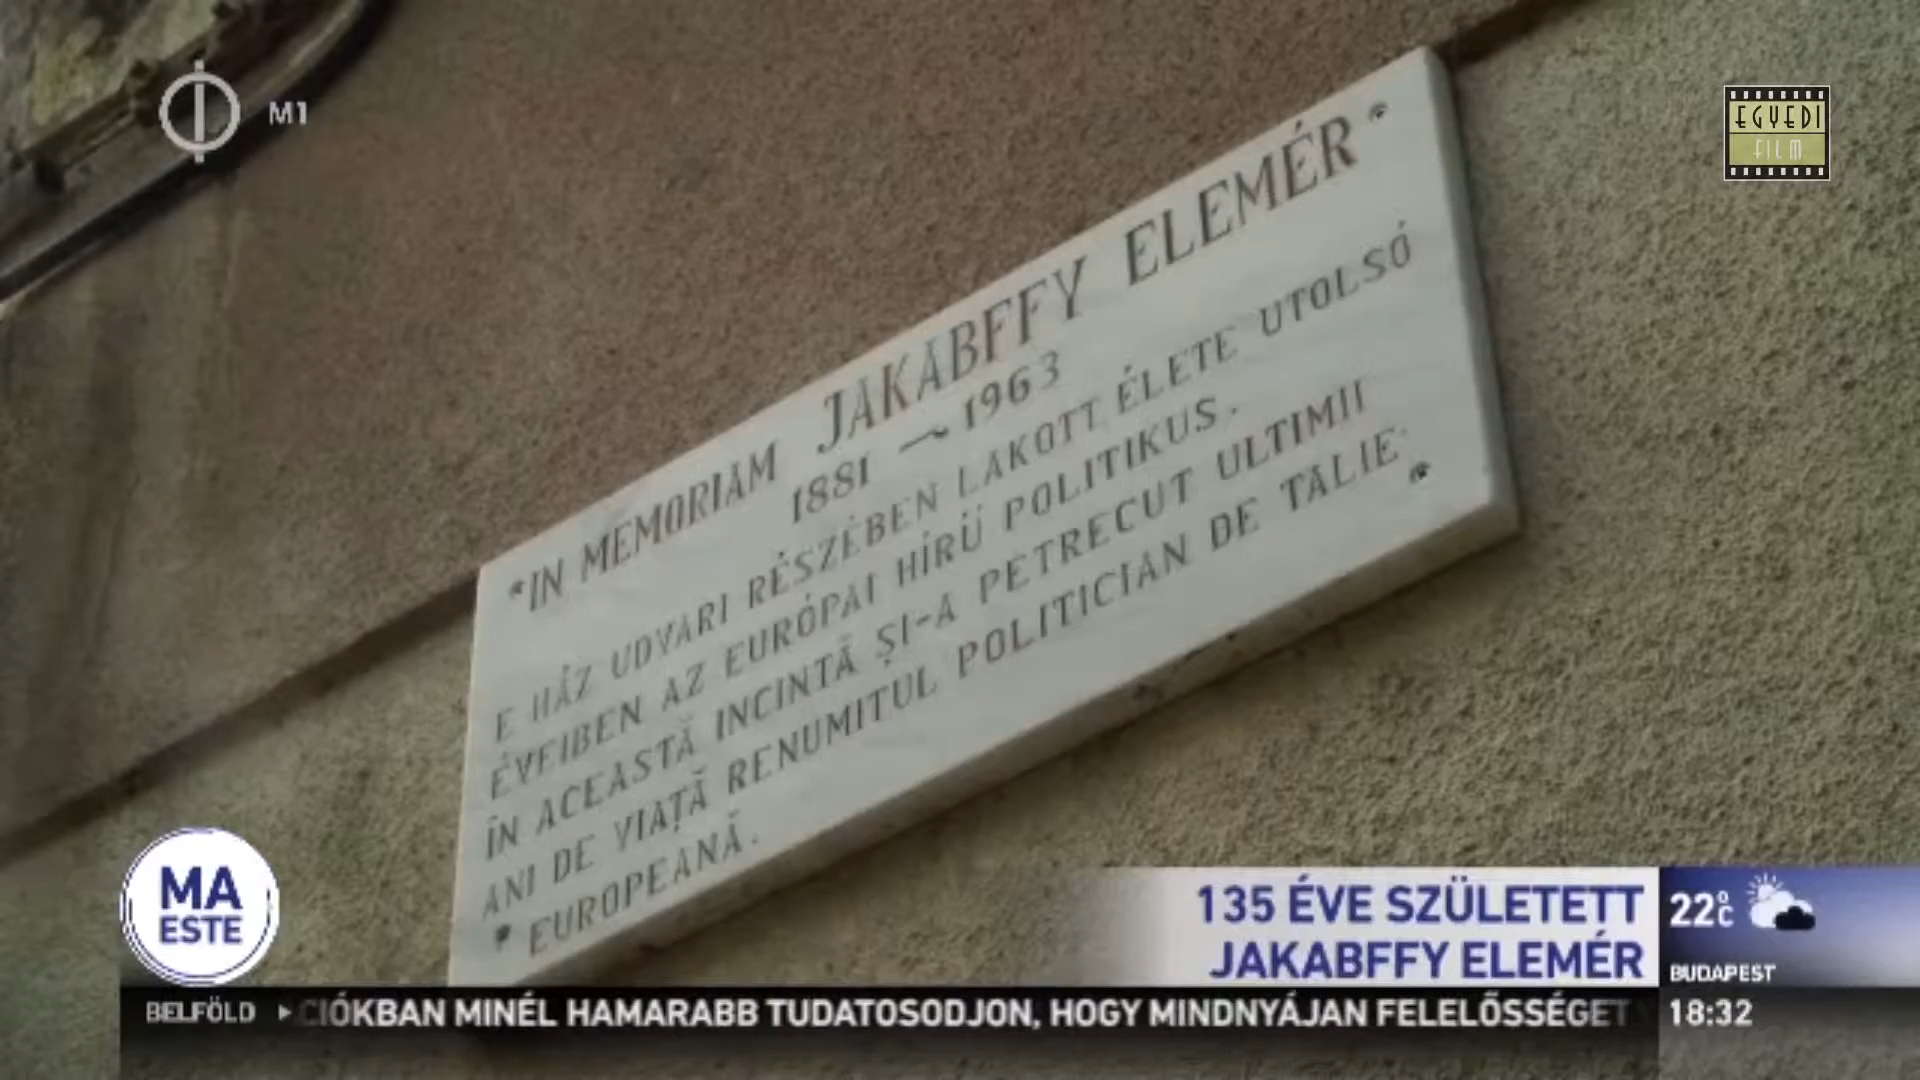 M1
EGYEDI
FILM
IN MEMORIAM JAKABFFY ELEMÉR
1881 – 1963
E HÁZ UDVARI RÉSZÉBEN LAKOTT ÉLETE UTOLSÓ
ÉVEIBEN AZ EURÓPAI HÍRŰ POLITIKUS.
ÎN ACEASTĂ INCINTĂ ȘI-A PETRECUT ULTIMII
ANI DE VIAȚĂ RENUMITUL POLITICIAN DE TALIE
EUROPEANĂ.
MA
ESTE
135 ÉVE SZÜLETETT
JAKABFFY ELEMÉR
22°C
BUDAPEST
BELFÖLD CIÓKBAN MINÉL HAMARABB TUDATOSODJON, HOGY MINDNYÁJAN FELELŐSSÉGET
18:32